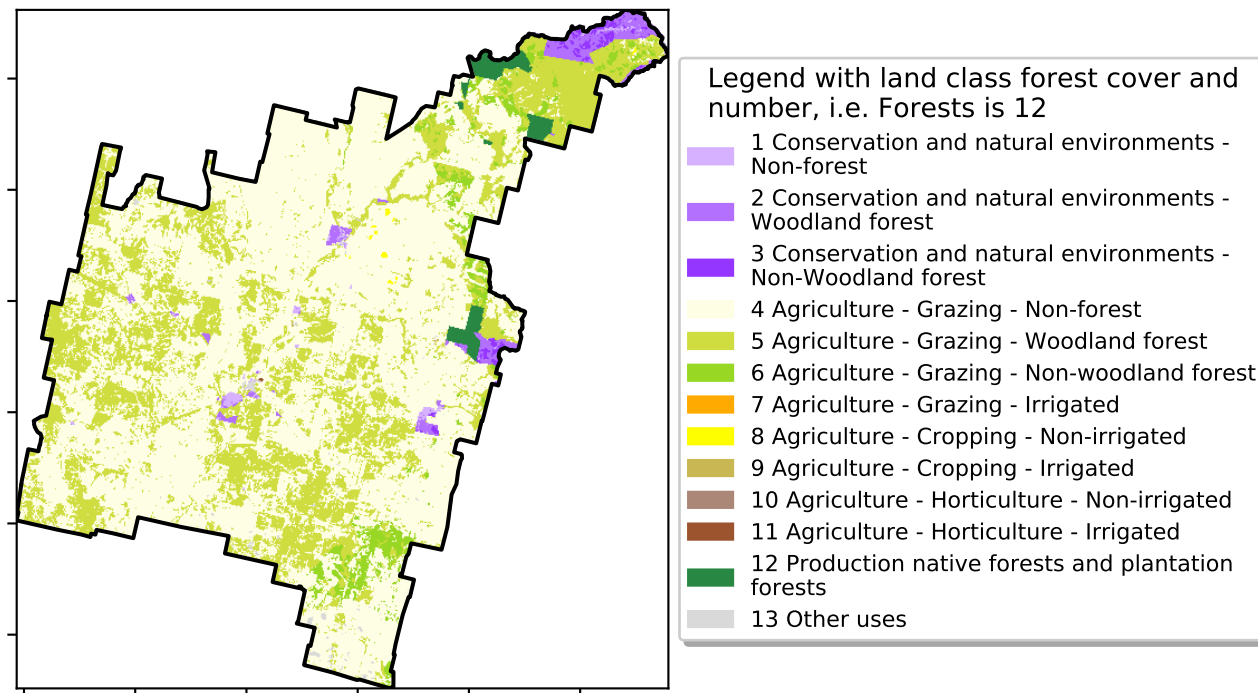 Legend with land class forest cover and
number, i.e. Forests is 12
1 Conservation and natural environments -
Non-forest
2 Conservation and natural environments -
Woodland forest
3 Conservation and natural environments -
Non-Woodland forest
4 Agriculture - Grazing - Non-forest
5 Agriculture - Grazing - Woodland forest
6 Agriculture - Grazing - Non-woodland forest
7 Agriculture - Grazing - Irrigated
8 Agriculture - Cropping - Non-irrigated
9 Agriculture - Cropping - Irrigated
10 Agriculture - Horticulture - Non-irrigated
11 Agriculture - Horticulture - Irrigated
12 Production native forests and plantation
forests
13 Other uses